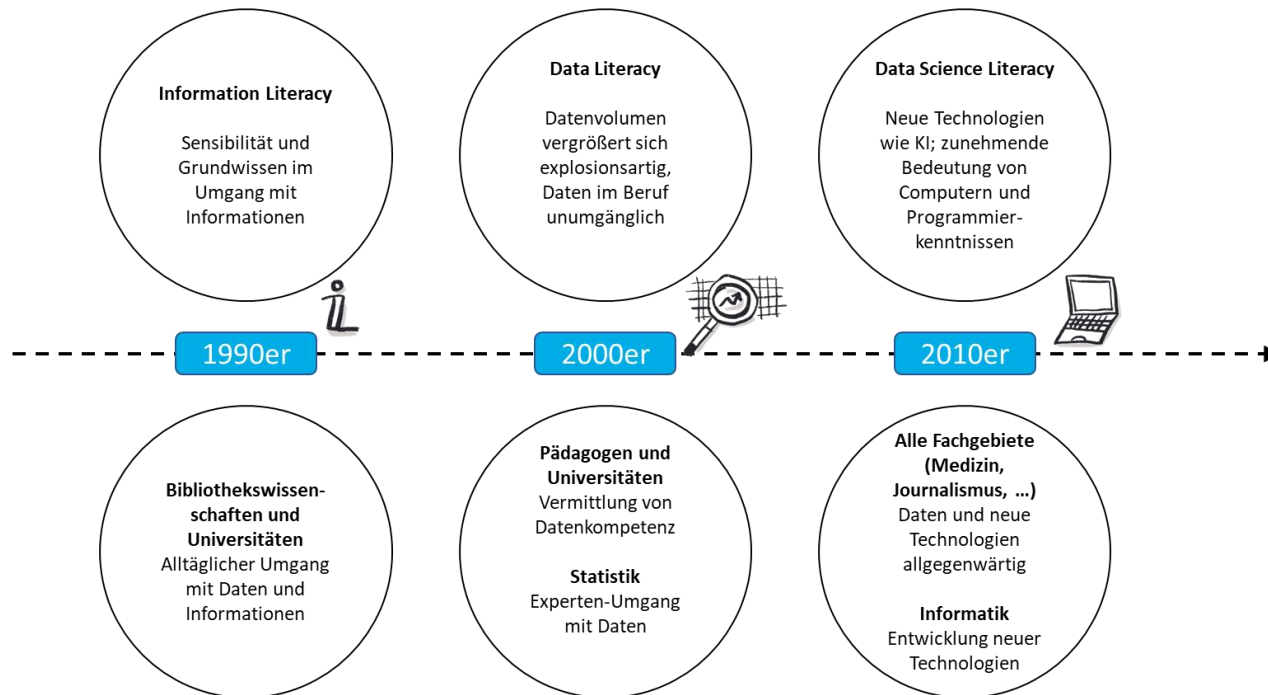 Information Literacy
Sensibilität und
Grundwissen im
Umgang mit
Informationen
Data Literacy
Datenvolumen
vergrößert sich
explosionsartig,
Daten im Beruf
unumgänglich
Data Science Literacy
Neue Technologien
wie KI; zunehmende
Bedeutung von
Computern und
Programmier-
kenntnissen
1990er
2000er
2010er
Bibliothekswissen-
schaften und
Universitäten
Alltäglicher Umgang
mit Daten und
Informationen
Pädagogen und
Universitäten
Vermittlung von
Datenkompetenz
Statistik
Experten-Umgang
mit Daten
Alle Fachgebiete
(Medizin,
Journalismus, ...)
Daten und neue
Technologien
allgegenwärtig
Informatik
Entwicklung neuer
Technologien